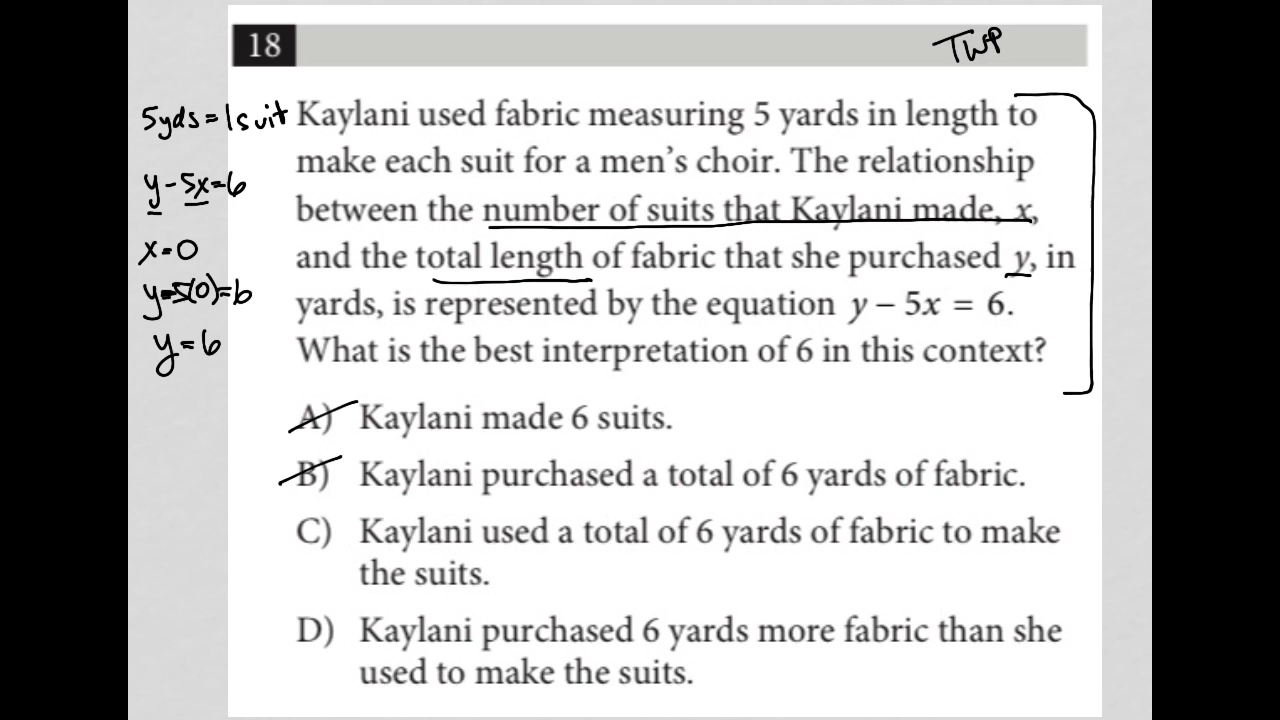 18
TWP
5yds = 1 suit
Kaylani used fabric measuring 5 yards in length to
make each suit for a men's choir. The relationship
y - 5x = 6
between the number of suits that Kaylani made, x,
x = 0
and the total length of fabric that she purchased y, in
y - 5(0) = 6
yards, is represented by the equation y – 5x = 6.
y = 6
What is the best interpretation of 6 in this context?
A) Kaylani made 6 suits.
B) Kaylani purchased a total of 6 yards of fabric.
C) Kaylani used a total of 6 yards of fabric to make
the suits.
D) Kaylani purchased 6 yards more fabric than she
used to make the suits.